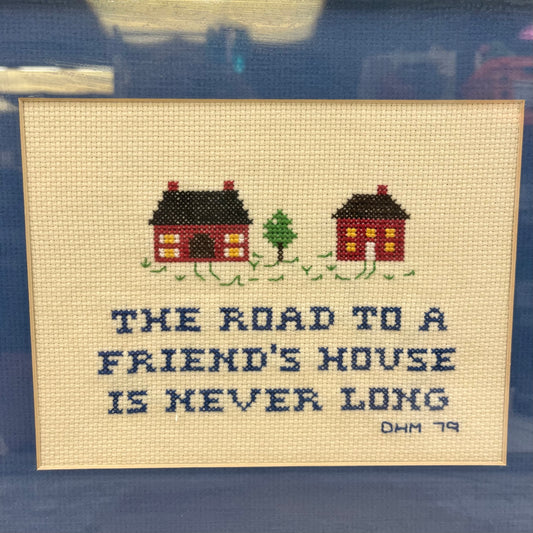 THE ROAD TO A
FRIEND'S HOUSE
IS NEVER LONG
DHM 79